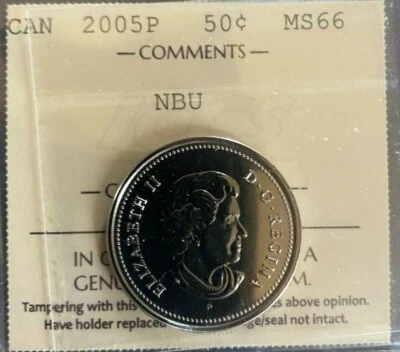 CAN 2005P 50¢ MS66
COMMENTS
NBU
ELIZABETH II D·G·REGINA
P
IN
A
GENU
M.
Tampering with this
above opinion.
Have holder replaced
/seal not intact.